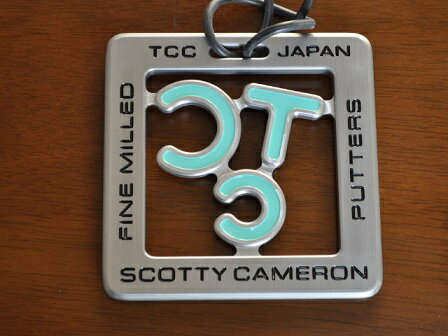 TCC JAPAN
FINE MILLED
PUTTERS
C T
C
SCOTTY CAMERON